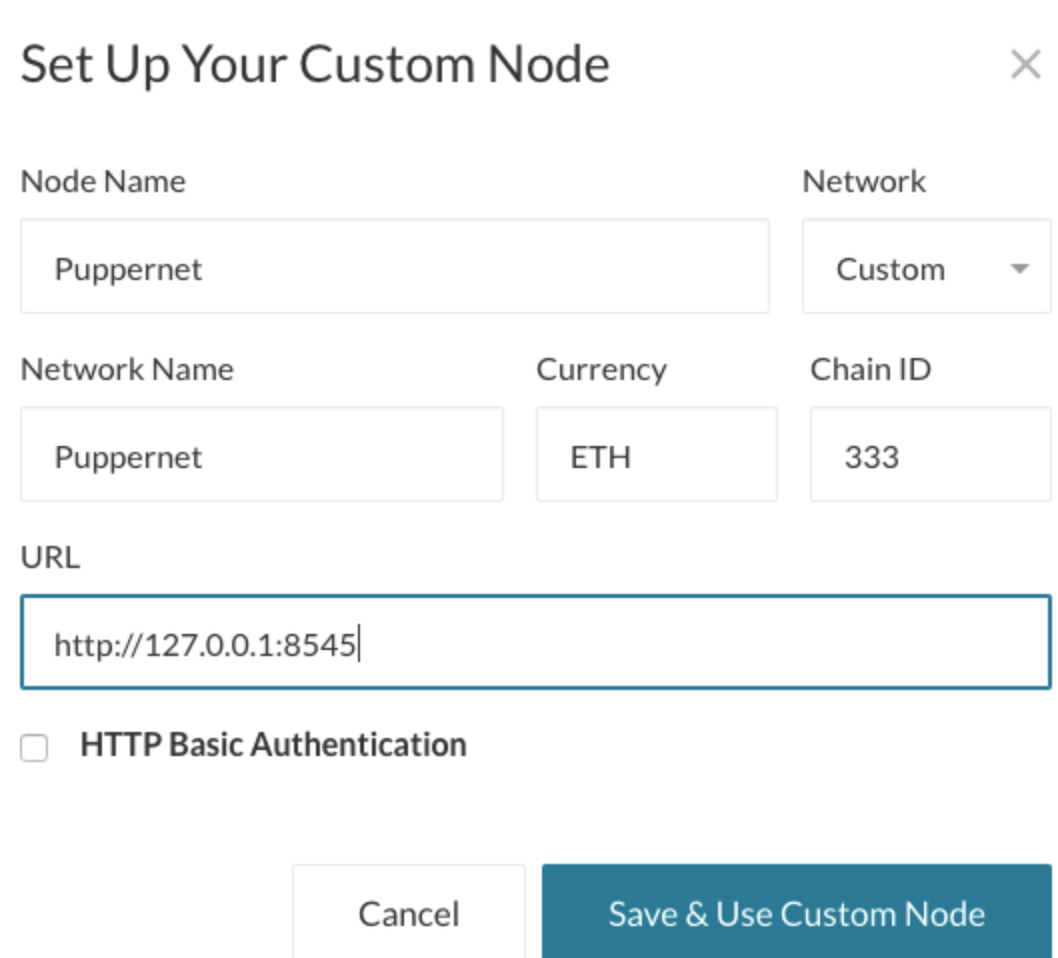 Set Up Your Custom Node
Node Name
Network
Puppernet
Custom
Network Name
Currency
Chain ID
Puppernet
ETH
333
URL
http://127.0.0.1:8545
HTTP Basic Authentication
Cancel
Save & Use Custom Node